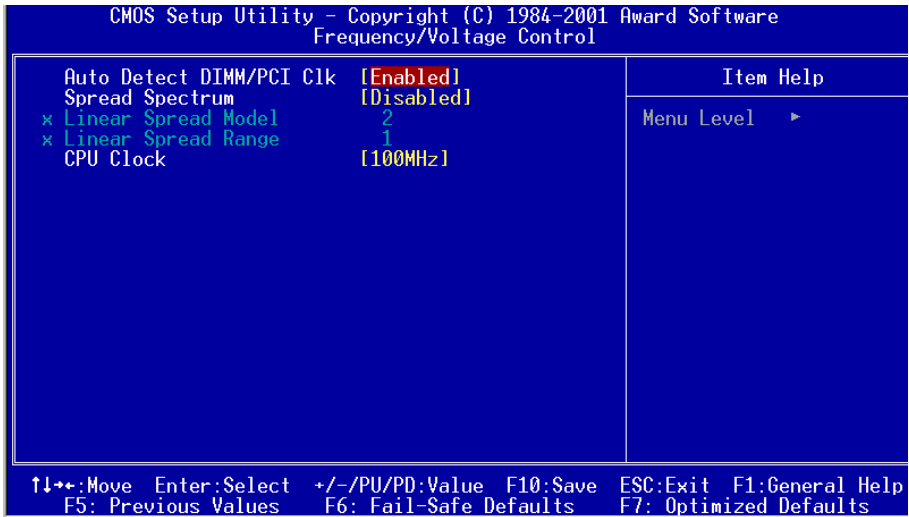 CMOS Setup Utility – Copyright (C) 1984-2001 Award Software
Frequency/Voltage Control
Auto Detect DIMM/PCI Clk [Enabled]
Spread Spectrum [Disabled]
x Linear Spread Model 2
x Linear Spread Range 1
CPU Clock [100MHz]
Item Help
Menu Level ►
↑↓→←:Move Enter:Select +/-/PU/PD:Value F10:Save ESC:Exit F1:General Help
F5: Previous Values F6: Fail-Safe Defaults F7: Optimized Defaults